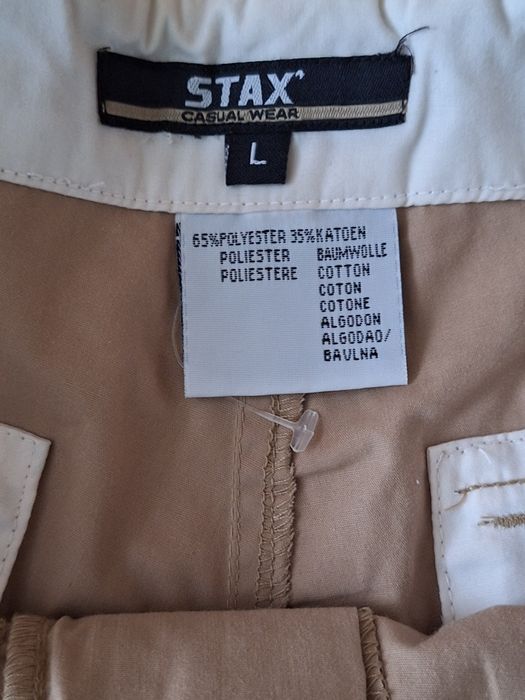 STAX'
CASUAL WEAR
L
65%POLYESTER 35%KATOEN
POLIESTER BAUMWOLLE
POLIESTERE COTTON
COTON
COTONE
ALGODON
ALGODAO/
BAVLNA